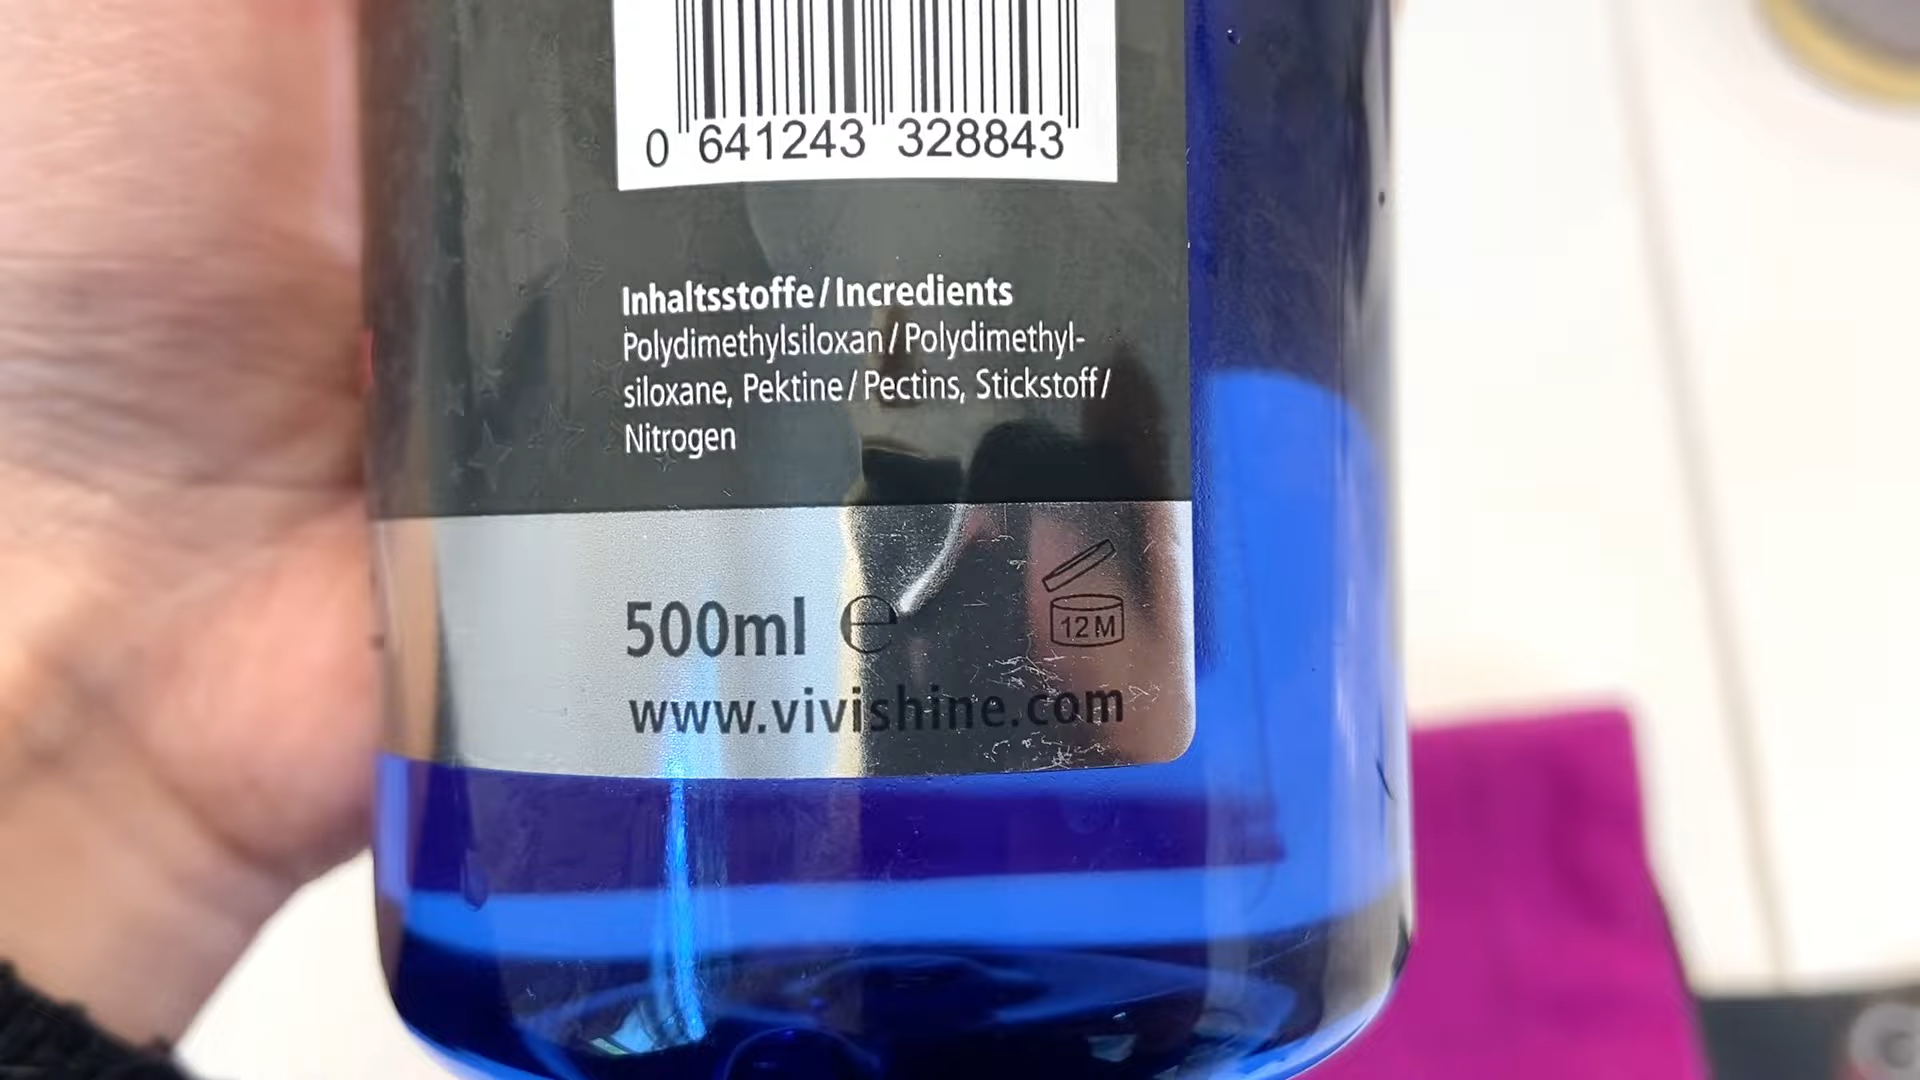 0 641243 328843
Inhaltsstoffe / Incredients
Polydimethylsiloxan / Polydimethyl-
siloxane, Pektine / Pectins, Stickstoff /
Nitrogen
500ml ℮
12 M
www.vivishine.com